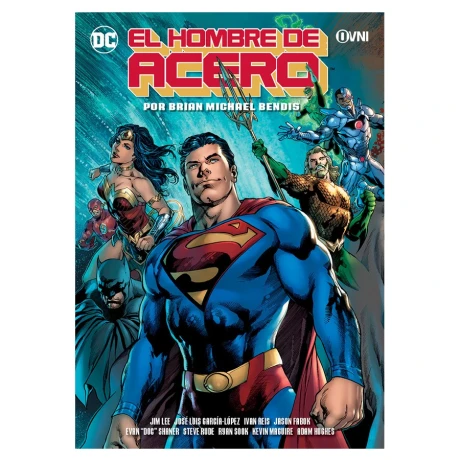 DC
EL HOMBRE DE
OVNI
ACERO
POR BRIAN MICHAEL BENDIS
JIM LEE JOSÉ LUIS GARCÍA-LÓPEZ IVAN REIS JASON FABOK
EVAN "DOC" SHANER STEVE RUDE RYAN SOOK KEVIN MAGUIRE ADAM HUGHES